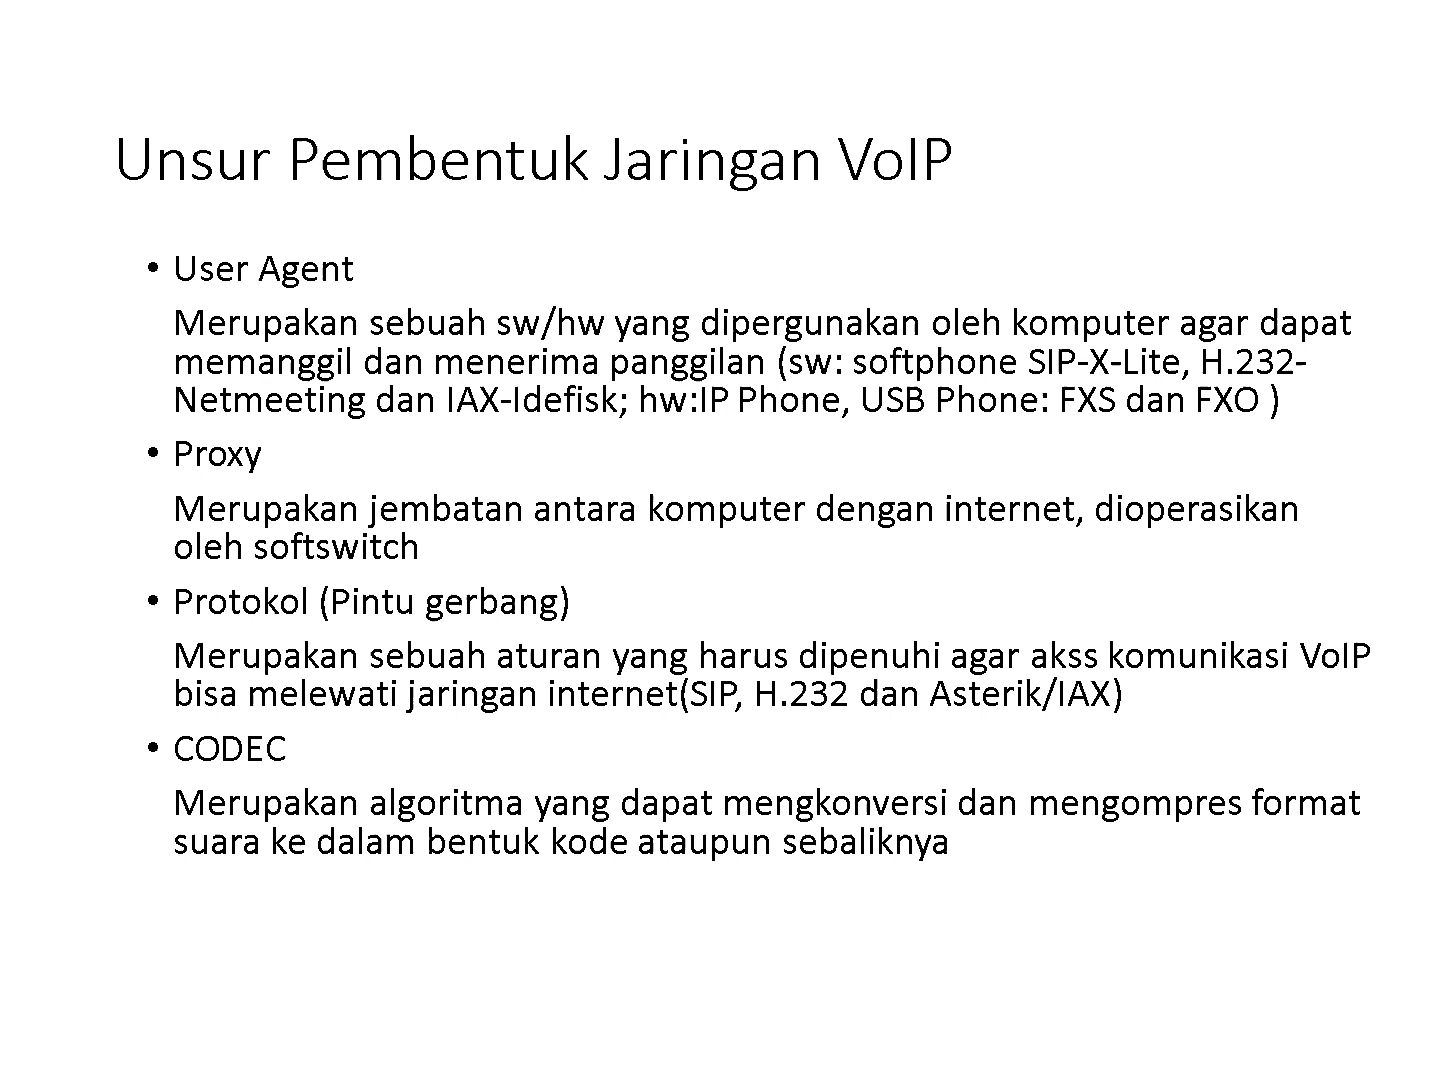 Unsur Pembentuk Jaringan VoIP
• User Agent
Merupakan sebuah sw/hw yang dipergunakan oleh komputer agar dapat
memanggil dan menerima panggilan (sw: softphone SIP-X-Lite, H.232-
Netmeeting dan IAX-Idefisk; hw:IP Phone, USB Phone: FXS dan FXO )
• Proxy
Merupakan jembatan antara komputer dengan internet, dioperasikan
oleh softswitch
• Protokol (Pintu gerbang)
Merupakan sebuah aturan yang harus dipenuhi agar akss komunikasi VoIP
bisa melewati jaringan internet(SIP, H.232 dan Asterik/IAX)
• CODEC
Merupakan algoritma yang dapat mengkonversi dan mengompres format
suara ke dalam bentuk kode ataupun sebaliknya